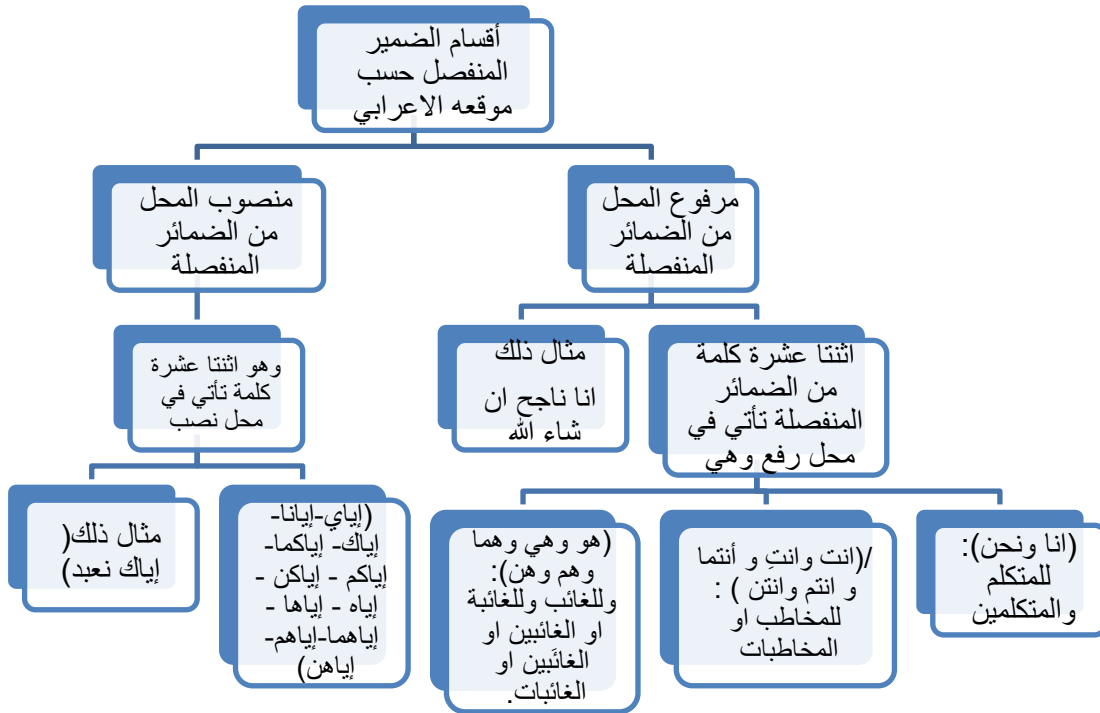 أقسام الضمير
المنفصل حسب
موقعه الاعرابي
مرفوع المحل
من الضمائر
المنفصلة
منصوب المحل
من الضمائر
المنفصلة
اثنتا عشرة كلمة
من الضمائر
المنفصلة تأتي في
محل رفع وهي
مثال ذلك
انا ناجح ان
شاء الله
وهو اثنتا عشرة
كلمة تأتي في
محل نصب
(انا ونحن):
للمتكلم
والمتكلمين
/(انت وانتِ و أنتما
و انتم وانتن ) :
للمخاطب او
المخاطبات
(هو وهي وهما
وهم وهن):
وللغائب وللغائبة
او الغائبين او
الغائَبين او
الغائبات.
(إياي-إيانا-
إياك- إياكما-
إياكم - إياكن -
إياه - إياها -
إياهما-إياهم-
إياهن)
مثال ذلك(
إياك نعبد)